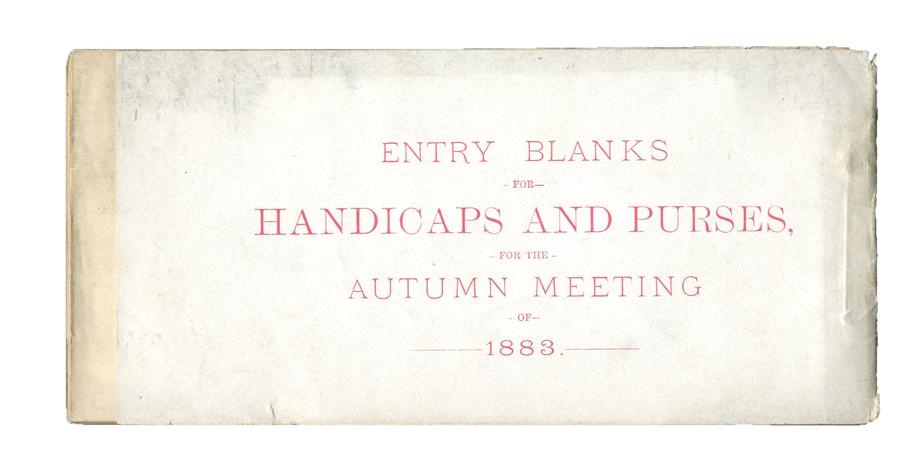 ENTRY BLANKS
- FOR—
HANDICAPS AND PURSES,
- FOR THE -
AUTUMN MEETING
- OF-
1883.